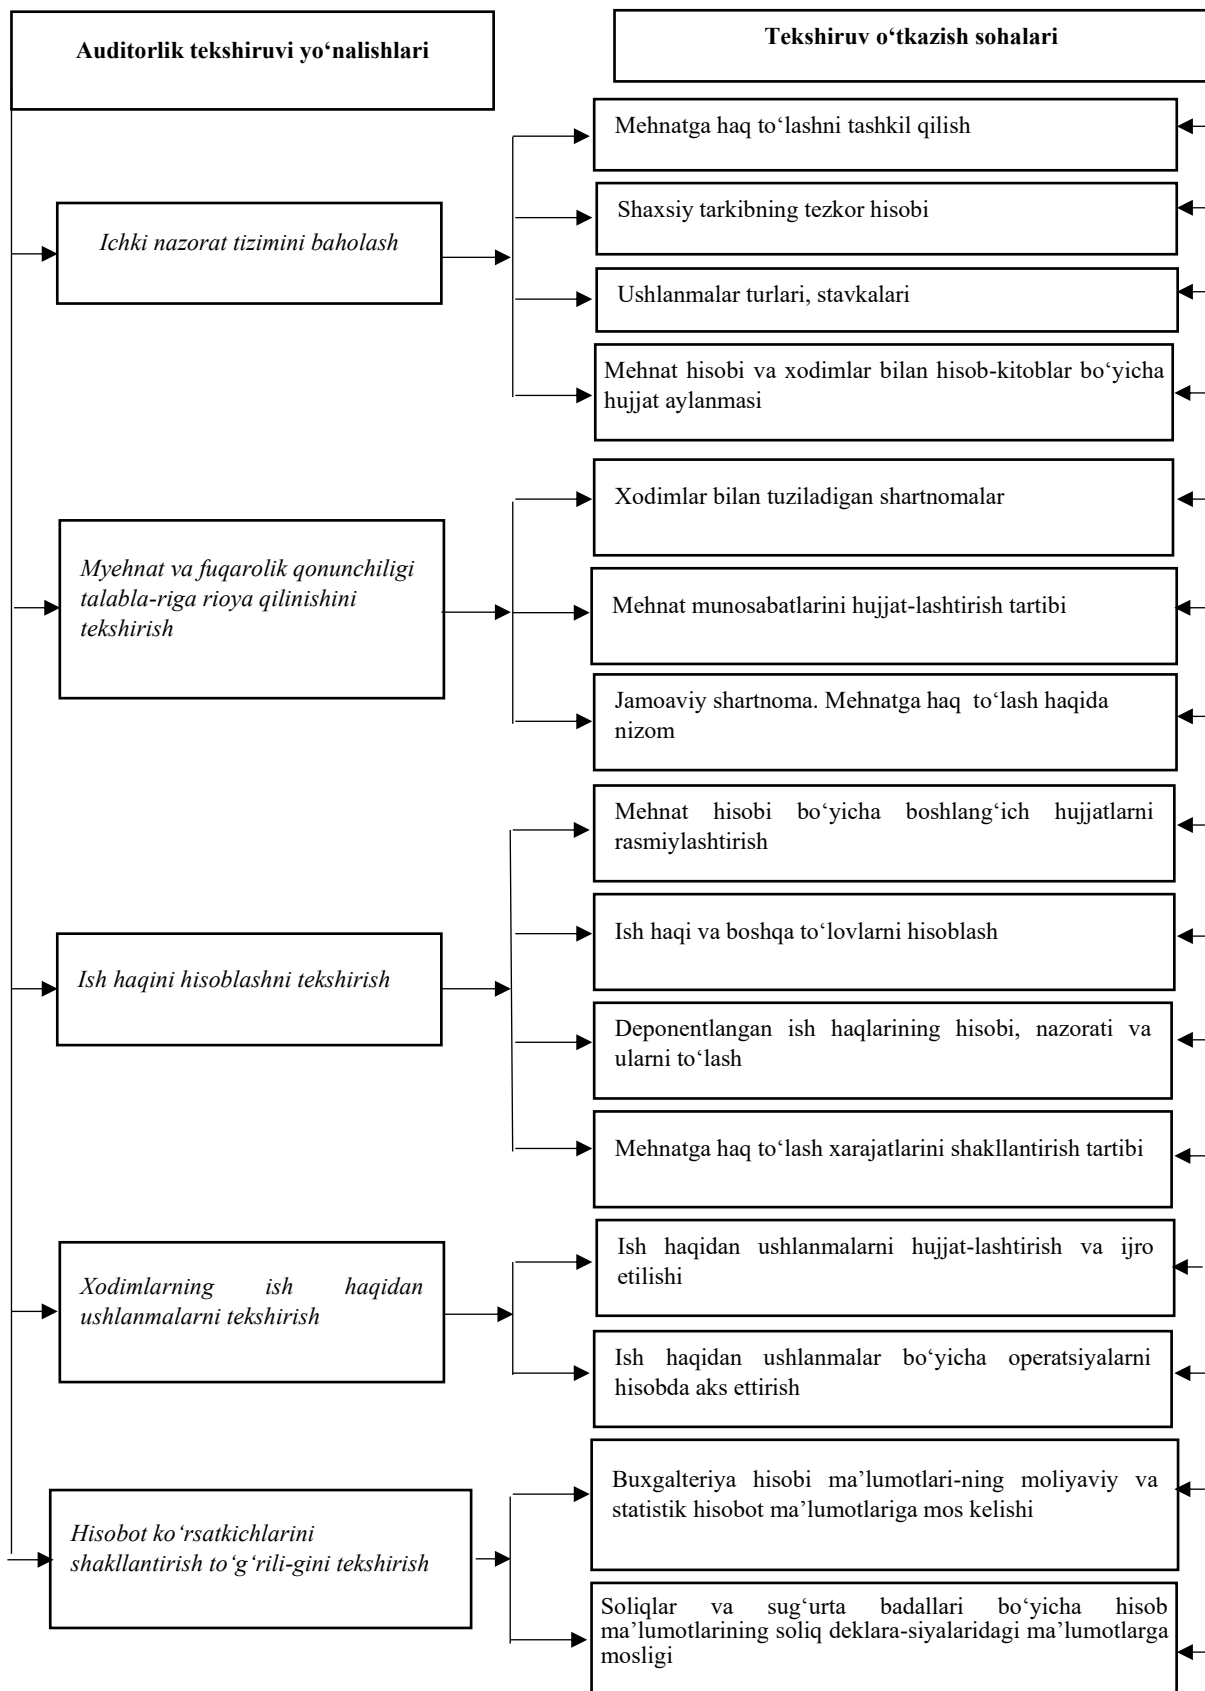 Auditorlik tekshiruvi yo‘nalishlari
Tekshiruv o‘tkazish sohalari
Ichki nazorat tizimini baholash
Mehnatga haq to‘lashni tashkil qilish
Shaxsiy tarkibning tezkor hisobi
Ushlanmalar turlari, stavkalari
Mehnat hisobi va xodimlar bilan hisob-kitoblar bo‘yicha
hujjat aylanmasi
Myehnat va fuqarolik qonunchiligi
talabla-riga rioya qilinishini
tekshirish
Xodimlar bilan tuziladigan shartnomalar
Mehnat munosabatlarini hujjat-lashtirish tartibi
Jamoaviy shartnoma. Mehnatga haq to‘lash haqida
nizom
Ish haqini hisoblashni tekshirish
Mehnat hisobi bo‘yicha boshlang‘ich hujjatlarni
rasmiylashtirish
Ish haqi va boshqa to‘lovlarni hisoblash
Deponentlangan ish haqlarining hisobi, nazorati va
ularni to‘lash
Mehnatga haq to‘lash xarajatlarini shakllantirish tartibi
Xodimlarning ish haqidan
ushlanmalarni tekshirish
Ish haqidan ushlanmalarni hujjat-lashtirish va ijro
etilishi
Ish haqidan ushlanmalar bo‘yicha operatsiyalarni
hisobda aks ettirish
Hisobot ko‘rsatkichlarini
shakllantirish to‘g‘rili-gini tekshirish
Buxgalteriya hisobi ma’lumotlari-ning moliyaviy va
statistik hisobot ma’lumotlariga mos kelishi
Soliqlar va sug‘urta badallari bo‘yicha hisob
ma’lumotlarining soliq deklara-siyalaridagi ma’lumotlarga
mosligi